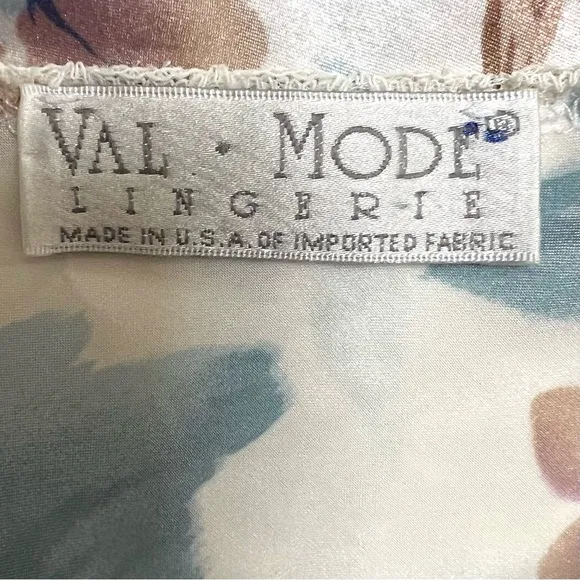 VAL · MODE®
LINGERIE
MADE IN U.S.A. OF IMPORTED FABRIC